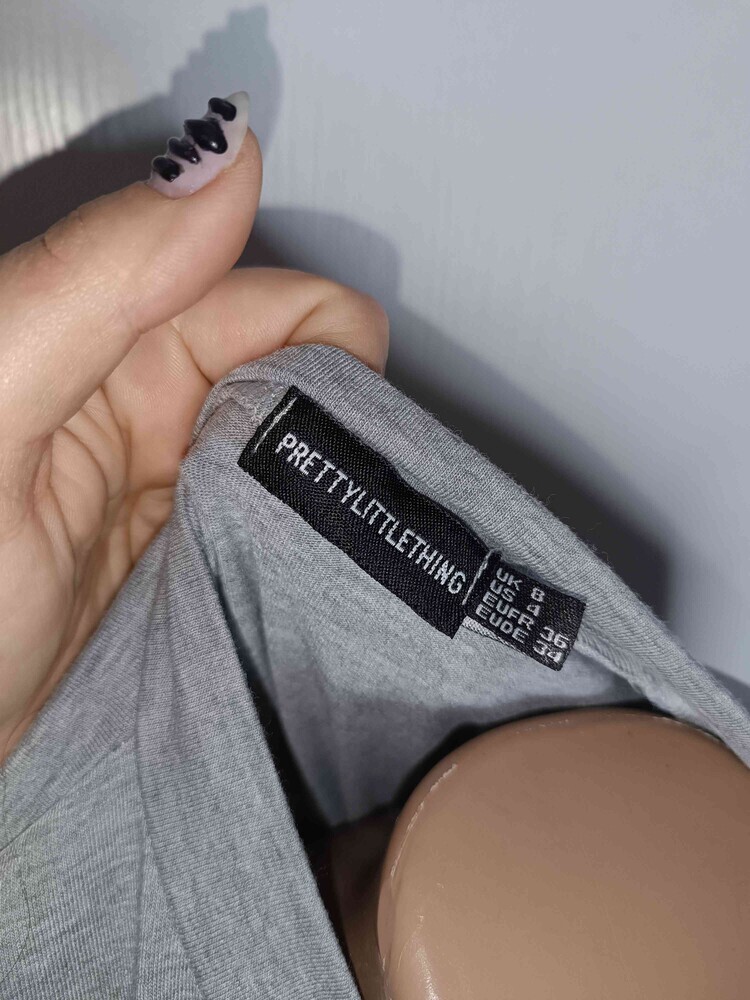 PRETTYLITTLETHING
UK 8
US 4
EUFR 36
EUDE 34